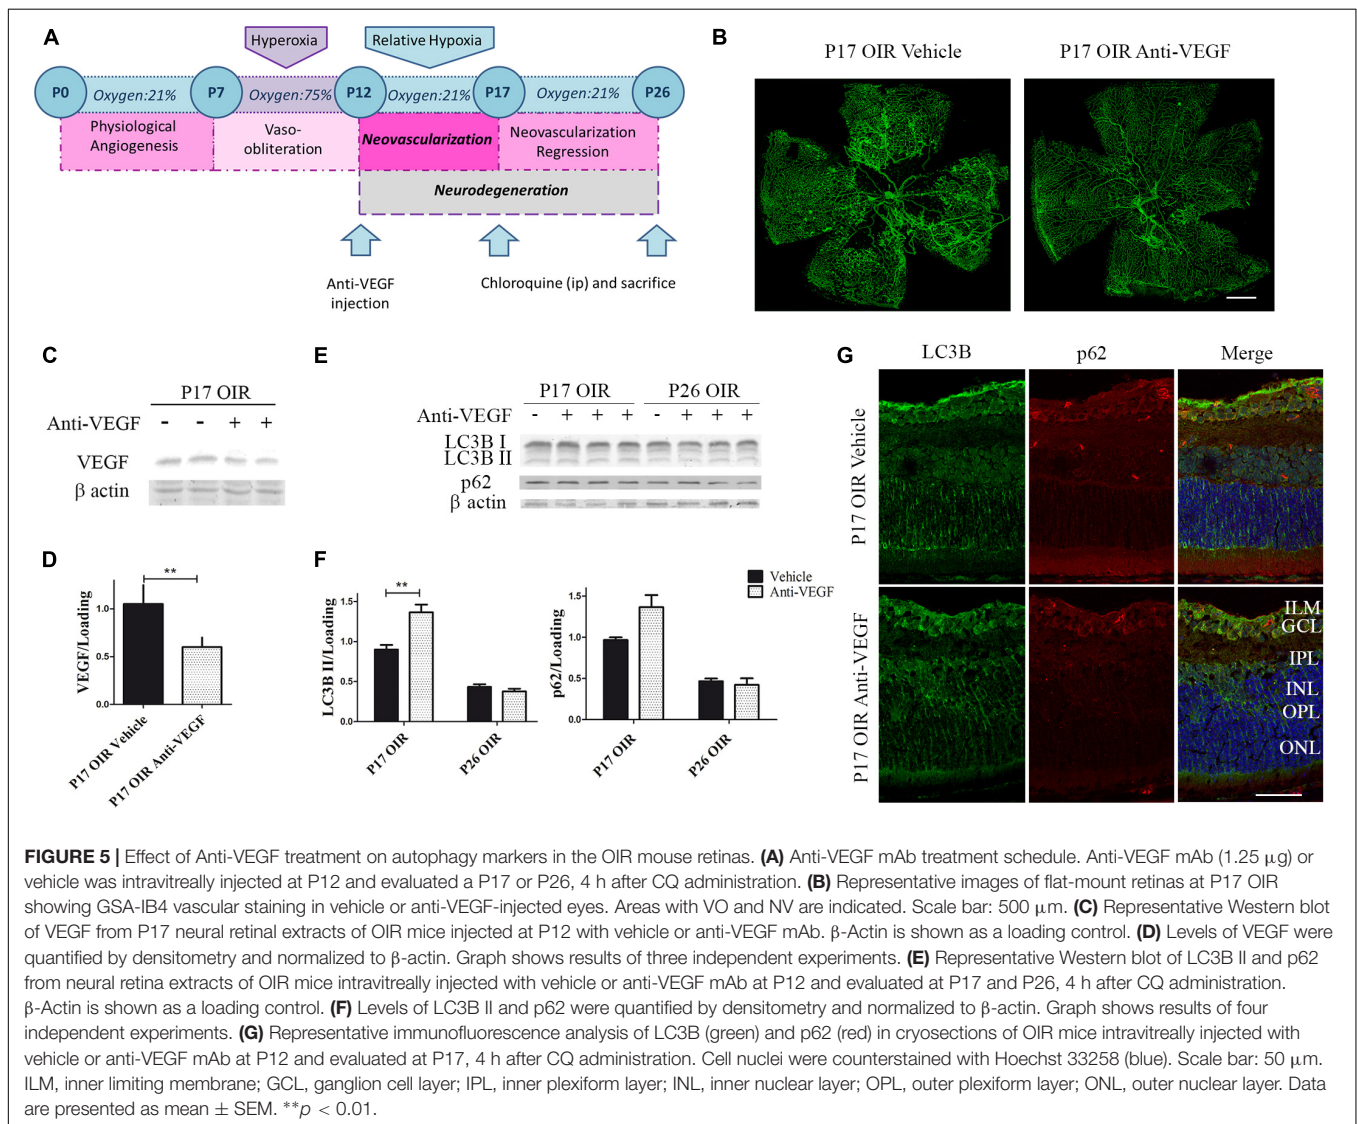 A
Hyperoxia
Relative Hypoxia
P0
Oxygen:21%
P7
Oxygen:75%
P12
Oxygen:21%
P17
Oxygen:21%
P26
Physiological
Angiogenesis
Vaso-
obliteration
Neovascularization
Neovascularization
Regression
Neurodegeneration
Anti-VEGF
injection
Chloroquine (ip) and sacrifice
B
P17 OIR Vehicle
P17 OIR Anti-VEGF
C
P17 OIR
Anti-VEGF - - + +
VEGF
β actin
D
**
VEGF/Loading
1.0
0.5
0.0
P17 OIR Vehicle
P17 OIR Anti-VEGF
E
P17 OIR P26 OIR
Anti-VEGF - + + + - + + +
LC3B I
LC3B II
p62
β actin
F
Vehicle
Anti-VEGF
**
LC3B II/Loading
1.5
1.0
0.5
0.0
P17 OIR
P26 OIR
p62/Loading
1.5
1.0
0.5
0.0
P17 OIR
P26 OIR
G
LC3B p62 Merge
P17 OIR Vehicle
P17 OIR Anti-VEGF
ILM
GCL
IPL
INL
OPL
ONL
FIGURE 5 | Effect of Anti-VEGF treatment on autophagy markers in the OIR mouse retinas. (A) Anti-VEGF mAb treatment schedule. Anti-VEGF mAb (1.25 μg) or
vehicle was intravitreally injected at P12 and evaluated a P17 or P26, 4 h after CQ administration. (B) Representative images of flat-mount retinas at P17 OIR
showing GSA-IB4 vascular staining in vehicle or anti-VEGF-injected eyes. Areas with VO and NV are indicated. Scale bar: 500 μm. (C) Representative Western blot
of VEGF from P17 neural retinal extracts of OIR mice injected at P12 with vehicle or anti-VEGF mAb. β-Actin is shown as a loading control. (D) Levels of VEGF were
quantified by densitometry and normalized to β-actin. Graph shows results of three independent experiments. (E) Representative Western blot of LC3B II and p62
from neural retina extracts of OIR mice intravitreally injected with vehicle or anti-VEGF mAb at P12 and evaluated at P17 and P26, 4 h after CQ administration.
β-Actin is shown as a loading control. (F) Levels of LC3B II and p62 were quantified by densitometry and normalized to β-actin. Graph shows results of four
independent experiments. (G) Representative immunofluorescence analysis of LC3B (green) and p62 (red) in cryosections of OIR mice intravitreally injected with
vehicle or anti-VEGF mAb at P12 and evaluated at P17, 4 h after CQ administration. Cell nuclei were counterstained with Hoechst 33258 (blue). Scale bar: 50 μm.
ILM, inner limiting membrane; GCL, ganglion cell layer; IPL, inner plexiform layer; INL, inner nuclear layer; OPL, outer plexiform layer; ONL, outer nuclear layer. Data
are presented as mean ± SEM. **p < 0.01.